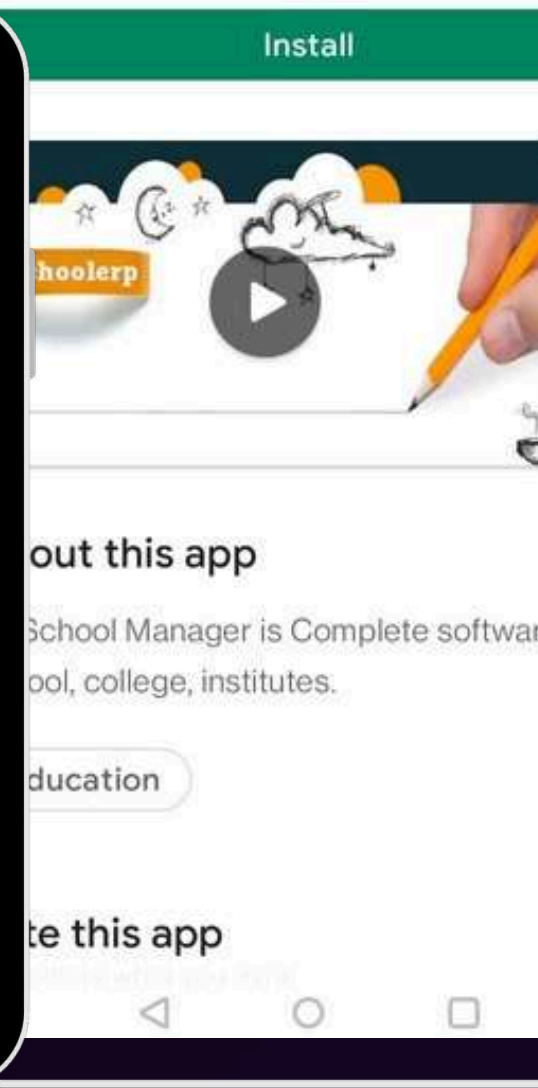 Install
hoolerp
out this app
School Manager is Complete softwar
ool, college, institutes.
ducation
te this app